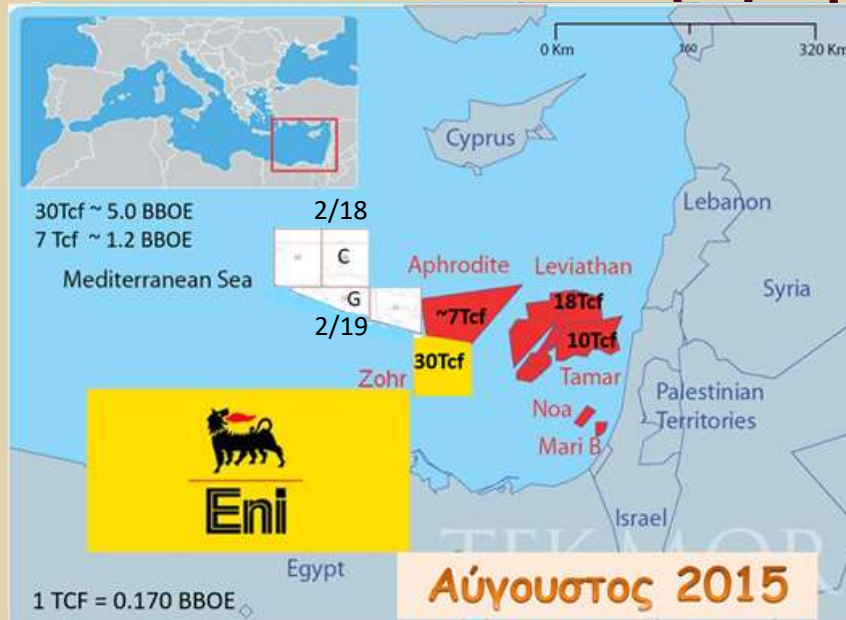 0 Km 160 320 Km
Cyprus
30Tcf ~ 5.0 BBOE
7 Tcf ~ 1.2 BBOE
2/18
Lebanon
C
Mediterranean Sea
Aphrodite
Leviathan
Syria
G
18Tcf
~7Tcf
2/19
10Tcf
30Tcf
Zohr
Tamar
Palestinian
Territories
Noa
Mari B
Eni
Israel
TEKMOR
Egypt
Αύγουστος 2015
1 TCF = 0.170 BBOE